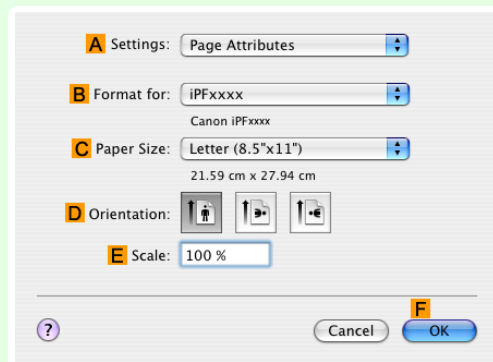 A Settings: Page Attributes
B Format for: iPFxxxx
Canon iPFxxxx
C Paper Size: Letter (8.5"x11")
21.59 cm x 27.94 cm
D Orientation:
E Scale: 100 %
F
? Cancel OK